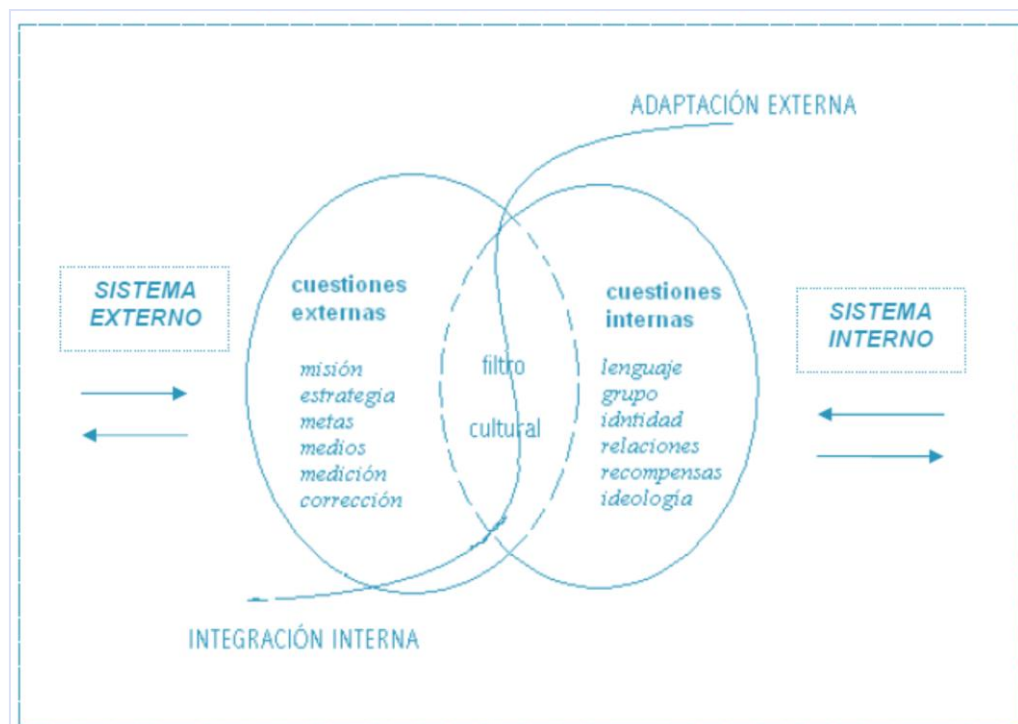 ADAPTACIÓN EXTERNA
SISTEMA
EXTERNO
cuestiones
externas
misión
estrategia
metas
medios
medición
corrección
filtro
cultural
cuestiones
internas
lenguaje
grupo
idntidad
relaciones
recompensas
ideología
SISTEMA
INTERNO
INTEGRACIÓN INTERNA